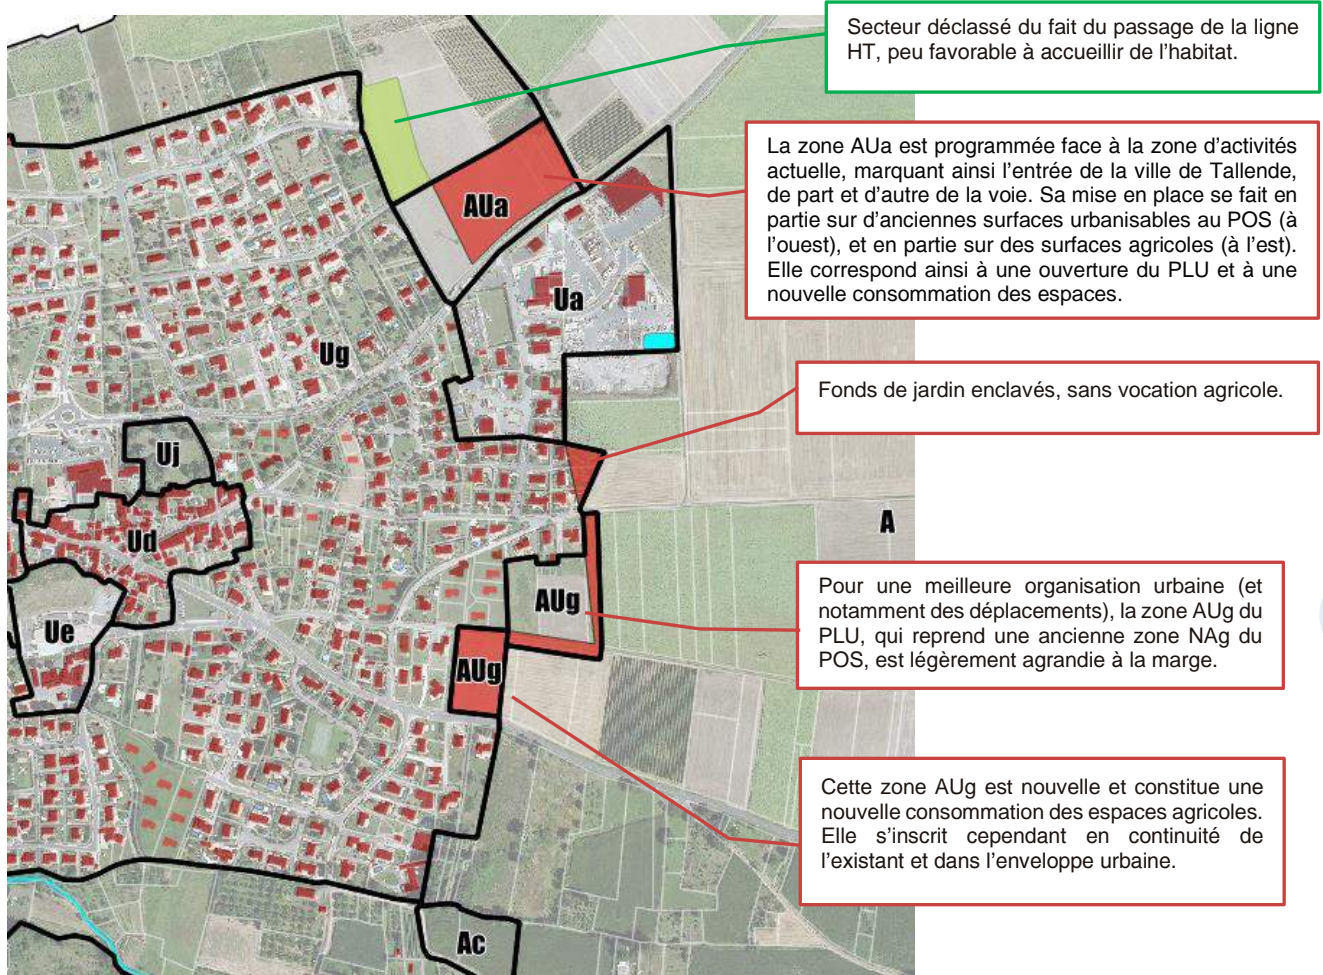 Secteur déclassé du fait du passage de la ligne
HT, peu favorable à accueillir de l'habitat.
La zone AUa est programmée face à la zone d'activités
actuelle, marquant ainsi l'entrée de la ville de Tallende,
de part et d'autre de la voie. Sa mise en place se fait en
partie sur d'anciennes surfaces urbanisables au POS (à
l'ouest), et en partie sur des surfaces agricoles (à l'est).
Elle correspond ainsi à une ouverture du PLU et à une
nouvelle consommation des espaces.
AUa
Ua
Ug
Fonds de jardin enclavés, sans vocation agricole.
Uj
Ud
A
Pour une meilleure organisation urbaine (et
notamment des déplacements), la zone AUg du
PLU, qui reprend une ancienne zone NAg du
POS, est légèrement agrandie à la marge.
AUg
Ue
AUg
Cette zone AUg est nouvelle et constitue une
nouvelle consommation des espaces agricoles.
Elle s'inscrit cependant en continuité de
l'existant et dans l'enveloppe urbaine.
Ac